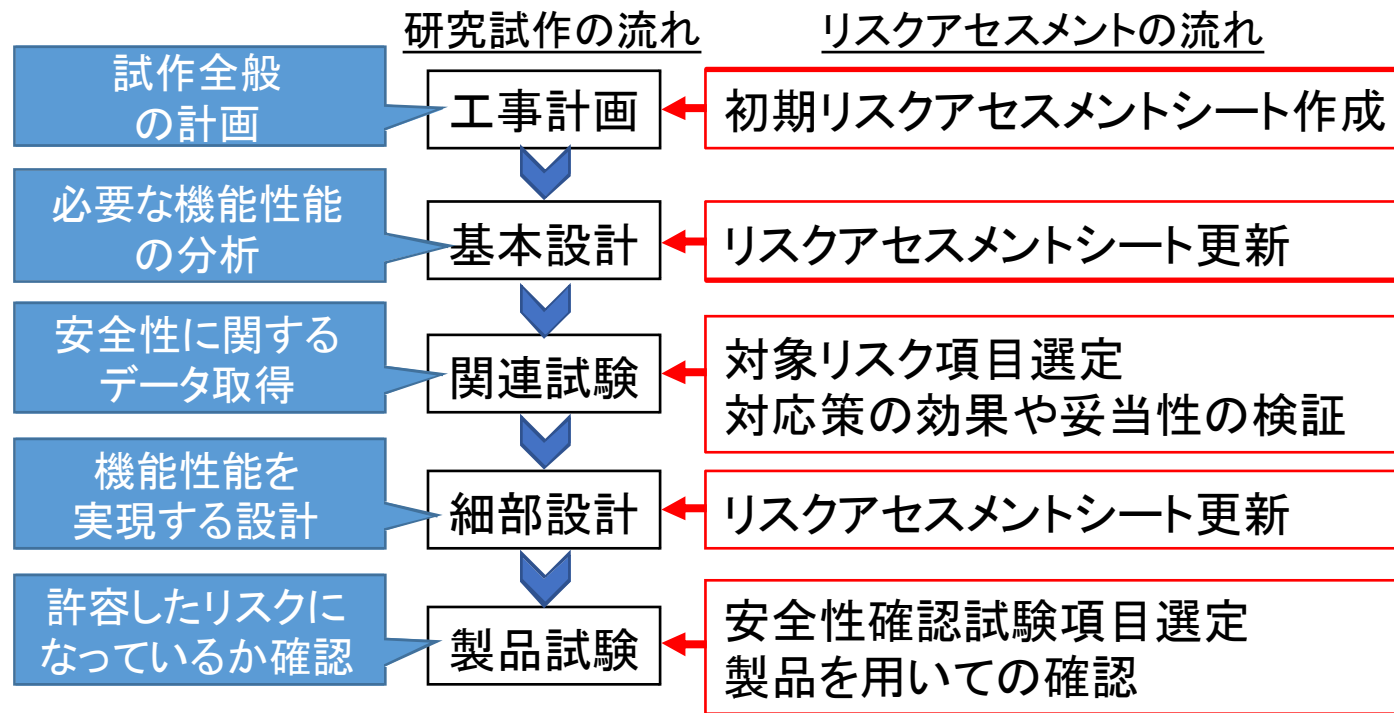 研究試作の流れ
リスクアセスメントの流れ
試作全般
の計画
工事計画
初期リスクアセスメントシート作成
必要な機能性能
の分析
基本設計
リスクアセスメントシート更新
安全性に関する
データ取得
関連試験
対象リスク項目選定
対応策の効果や妥当性の検証
機能性能を
実現する設計
細部設計
リスクアセスメントシート更新
許容したリスクに
なっているか確認
製品試験
安全性確認試験項目選定
製品を用いての確認